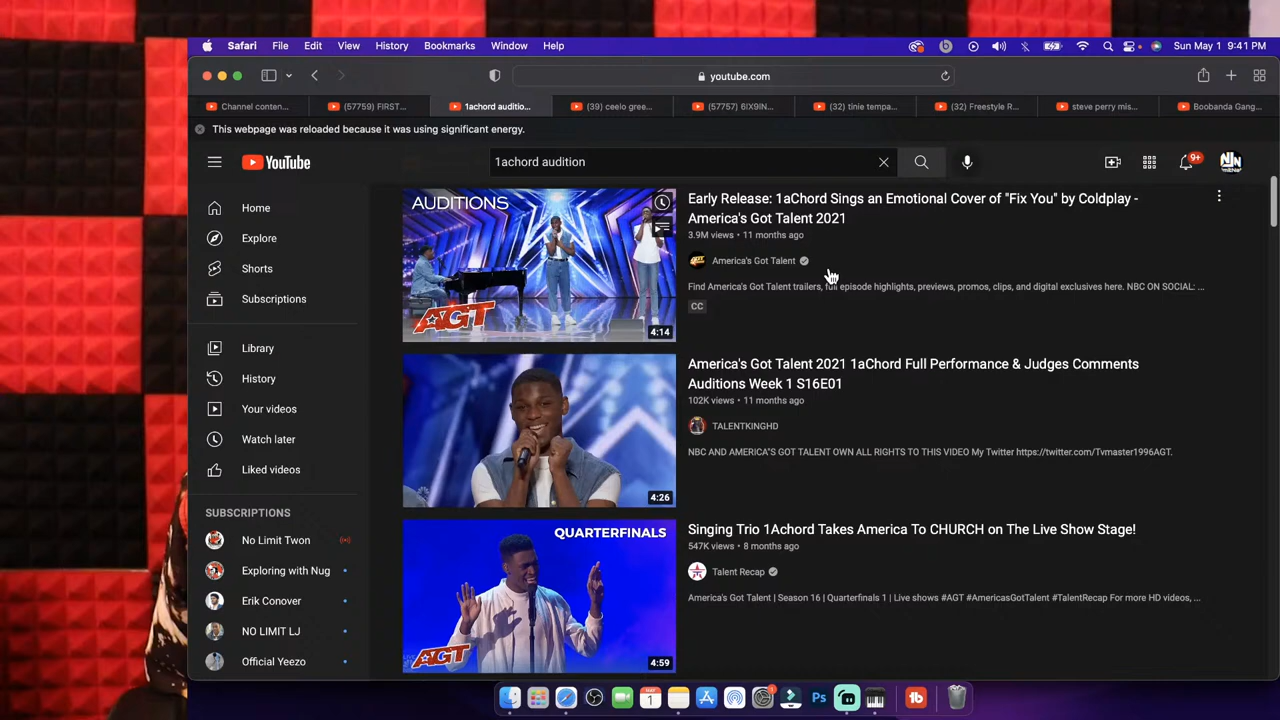 Safari File Edit View History Bookmarks Window Help Sun May 1 9:41 PM
youtube.com
Channel conten... (57759) FIRST... 1achord auditio... (39) ceelo gree... (57757) 6IX9IN... (32) tinie tempa... (32) Freestyle R... steve perry mis... Boobanda Gang...
This webpage was reloaded because it was using significant energy.
YouTube 1achord audition 9+
Home
Explore
Shorts
Subscriptions
Library
History
Your videos
Watch later
Liked videos
SUBSCRIPTIONS
No Limit Twon
Exploring with Nug
Erik Conover
NO LIMIT LJ
Official Yeezo
AUDITIONS
AGT
4:14
Early Release: 1aChord Sings an Emotional Cover of "Fix You" by Coldplay -
America's Got Talent 2021
3.9M views • 11 months ago
America's Got Talent
Find America's Got Talent trailers, full episode highlights, previews, promos, clips, and digital exclusives here. NBC ON SOCIAL: ...
CC
4:26
America's Got Talent 2021 1aChord Full Performance & Judges Comments
Auditions Week 1 S16E01
102K views • 11 months ago
TALENTKINGHD
NBC AND AMERICA"S GOT TALENT OWN ALL RIGHTS TO THIS VIDEO My Twitter https://twitter.com/Tvmaster1996AGT.
QUARTERFINALS
AGT
4:59
Singing Trio 1Achord Takes America To CHURCH on The Live Show Stage!
547K views • 8 months ago
Talent Recap
America's Got Talent | Season 16 | Quarterfinals 1 | Live shows #AGT #AmericasGotTalent #TalentRecap For more HD videos, ...
MAY
1
Ps